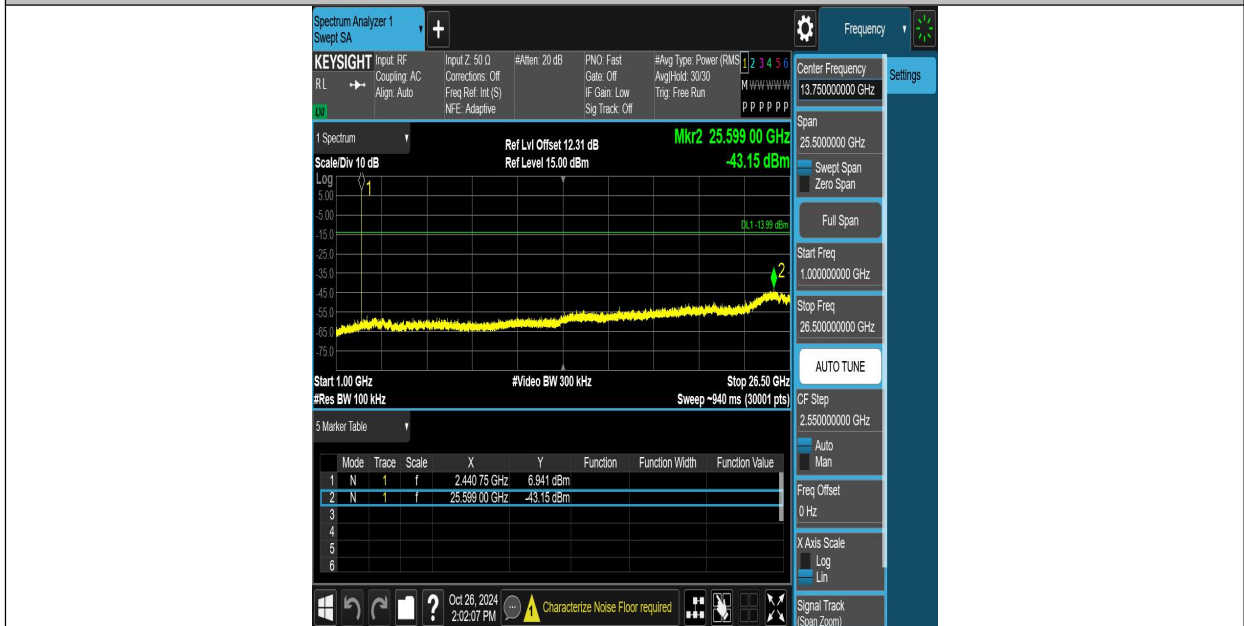 Spectrum Analyzer 1
Swept SA
+
Frequency
KEYSIGHT
Input: RF
Coupling: AC
Align: Auto
R L
LXI
Input Z: 50 Ω
Corrections: Off
Freq Ref: Int (S)
NFE: Adaptive
#Atten: 20 dB
PNO: Fast
Gate: Off
IF Gain: Low
Sig Track: Off
#Avg Type: Power (RMS
Avg|Hold: 30/30
Trig: Free Run
1 2 3 4 5 6
M W W W W W
P P P P P P
1 Spectrum
Scale/Div 10 dB
Ref Lvl Offset 12.31 dB
Ref Level 15.00 dBm
Mkr2 25.599 00 GHz
-43.15 dBm
Log
1
5.00
-5.00
DL1 -13.99 dBm
-15.0
-25.0
2
-35.0
-45.0
-55.0
-65.0
-75.0
Start 1.00 GHz
#Video BW 300 kHz
Stop 26.50 GHz
#Res BW 100 kHz
Sweep ~940 ms (30001 pts)
5 Marker Table
Mode Trace Scale X Y Function Function Width Function Value
1 N 1 f 2.440 75 GHz 6.941 dBm
2 N 1 f 25.599 00 GHz -43.15 dBm
3
4
5
6
?
Oct 26, 2024
2:02:07 PM
Characterize Noise Floor required
Center Frequency
13.750000000 GHz
Settings
Span
25.5000000 GHz
Swept Span
Zero Span
Full Span
Start Freq
1.000000000 GHz
Stop Freq
26.500000000 GHz
AUTO TUNE
CF Step
2.550000000 GHz
Auto
Man
Freq Offset
0 Hz
X Axis Scale
Log
Lin
Signal Track
(Span Zoom)